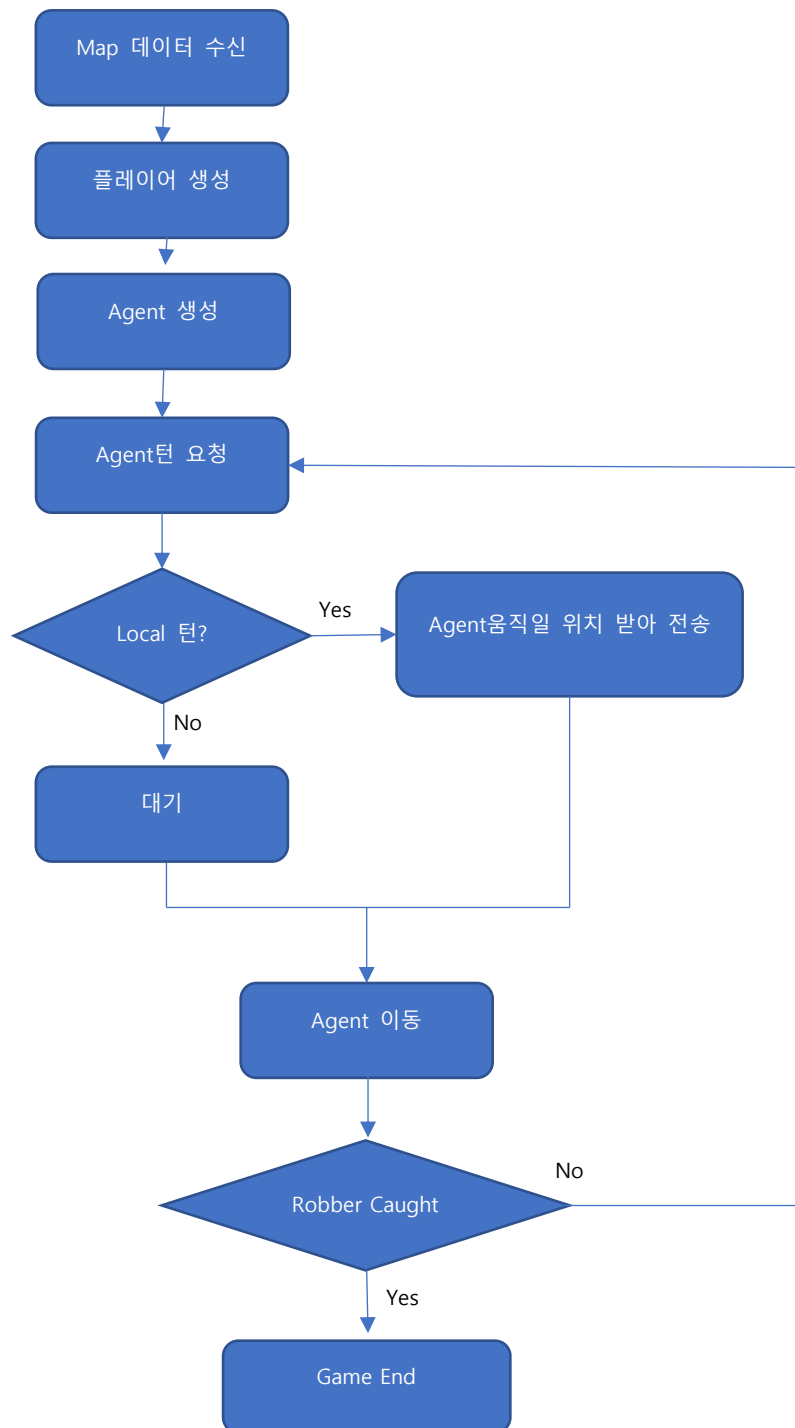 Map 데이터 수신
플레이어 생성
Agent 생성
Agent턴 요청
Local 턴?
Yes
Agent움직일 위치 받아 전송
No
대기
Agent 이동
Robber Caught
No
Yes
Game End